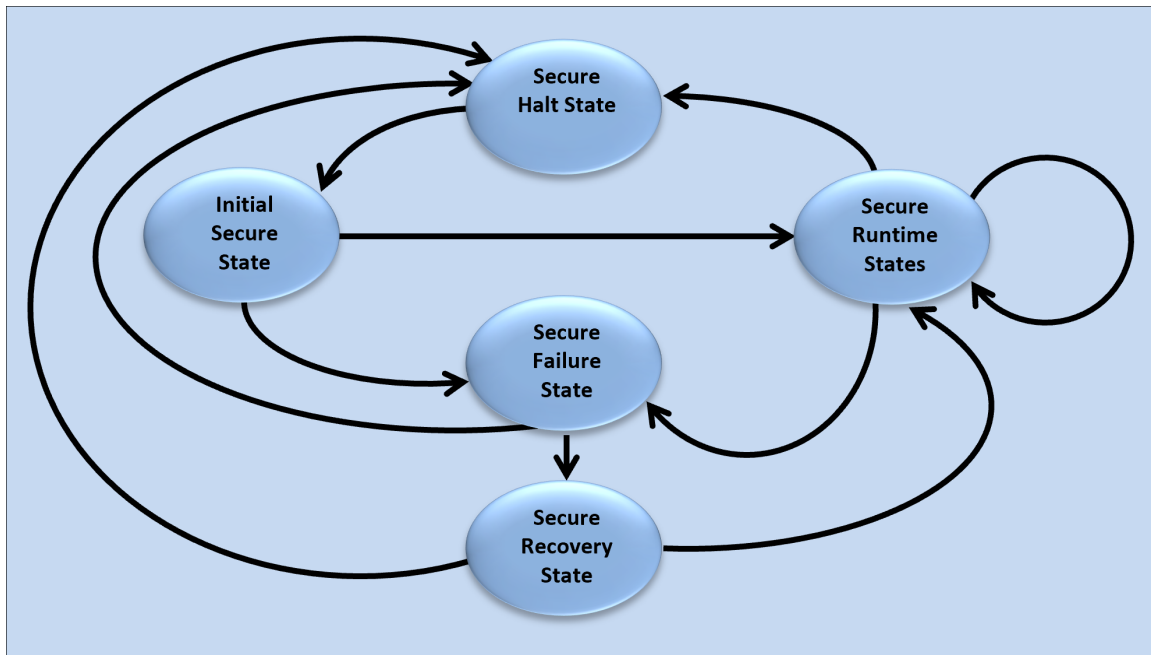 Secure
Halt State
Initial
Secure
State
Secure
Runtime
States
Secure
Failure
State
Secure
Recovery
State